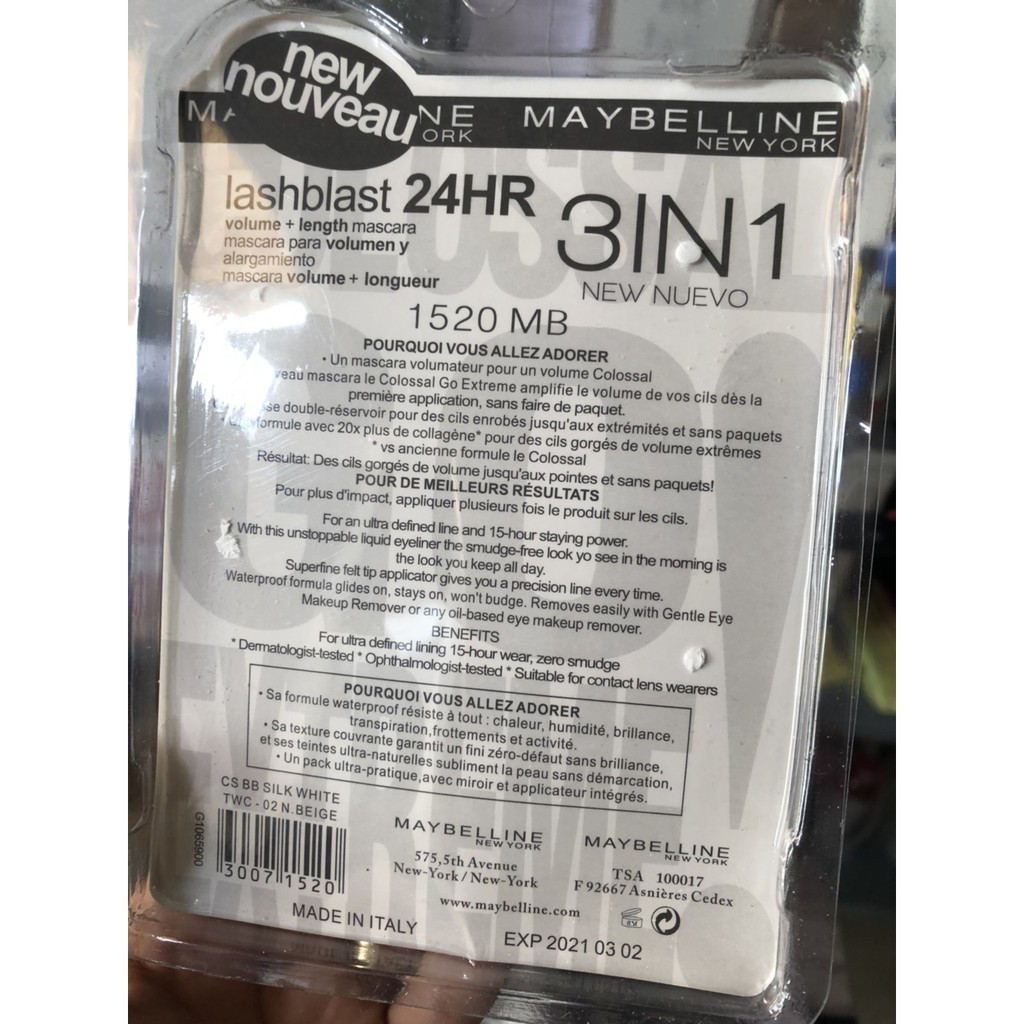 new
nouveau
MAYBELLINE
NEW YORK
NE
ORK
lashblast 24HR
volume + length mascara
mascara para volumen y
alargamiento
mascara volume + longueur
3IN1
NEW NUEVO
1520 MB
POURQUOI VOUS ALLEZ ADORER
• Un mascara volumateur pour un volume Colossal
veau mascara le Colossal Go Extreme amplifie le volume de vos cils dès la
première application, sans faire de paquet.
se double-réservoir pour des cils enrobés jusqu'aux extrémités et sans paquets
formule avec 20x plus de collagène* pour des cils gorgés de volume extrêmes
* vs ancienne formule le Colossal
Résultat: Des cils gorgés de volume jusqu'aux pointes et sans paquets!
POUR DE MEILLEURS RÉSULTATS
Pour plus d'impact, appliquer plusieurs fois le produit sur les cils.
For an ultra defined line and 15-hour staying power.
With this unstoppable liquid eyeliner the smudge-free look yo see in the morning is
the look you keep all day.
Superfine felt tip applicator gives you a precision line every time.
Waterproof formula glides on, stays on, won't budge. Removes easily with Gentle Eye
Makeup Remover or any oil-based eye makeup remover.
BENEFITS
For ultra defined lining 15-hour wear, zero smudge
* Dermatologist-tested * Ophthalmologist-tested * Suitable for contact lens wearers
POURQUOI VOUS ALLEZ ADORER
• Sa formule waterproof résiste à tout : chaleur, humidité, brillance,
transpiration,frottements et activité.
• Sa texture couvrante garantit un fini zéro-défaut sans brilliance,
et ses teintes ultra-naturelles subliment la peau sans démarcation,
• Un pack ultra-pratique,avec miroir et applicateur intégrés.
CS BB SILK WHITE
TWC - 02 N.BEIGE
G1065900
30071520
MADE IN ITALY
MAYBELLINE
NEW YORK
575,5th Avenue
New-York / New-York
MAYBELLINE
NEW YORK
TSA 100017
F 92667 Asnières Cedex
www.maybelline.com
EXP 2021 03 02